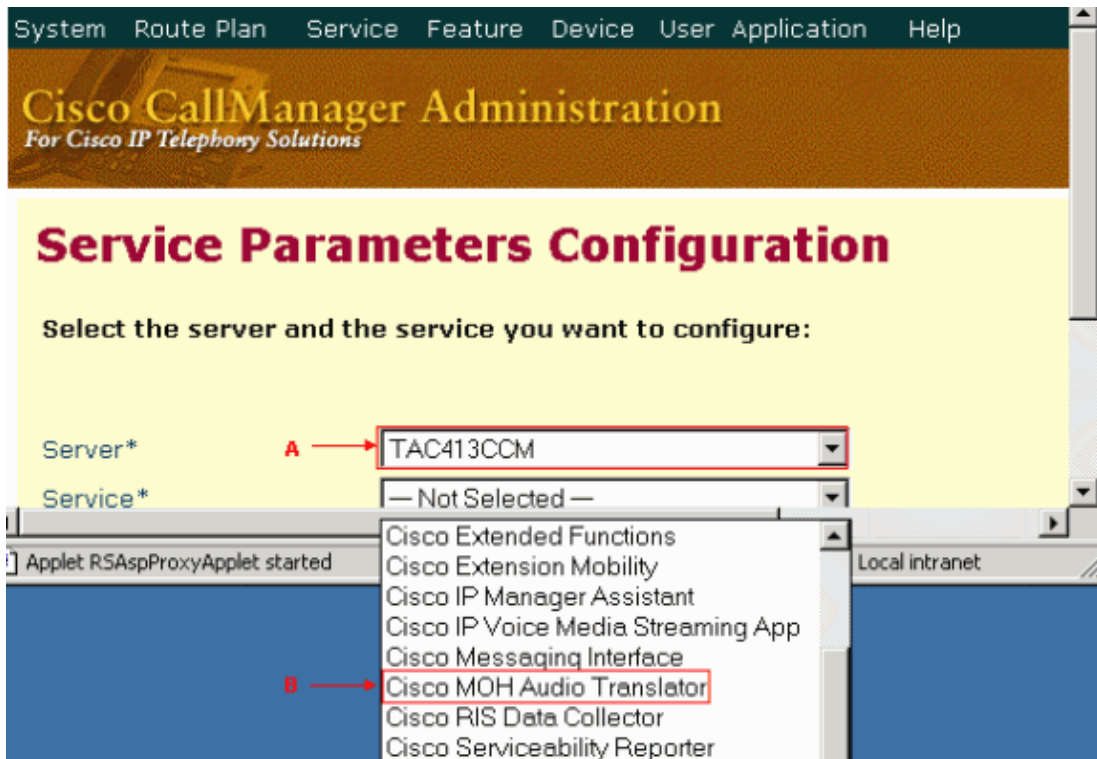 System Route Plan Service Feature Device User Application Help
Cisco CallManager Administration
For Cisco IP Telephony Solutions
Service Parameters Configuration
Select the server and the service you want to configure:
Server* A TAC413CCM
Service* — Not Selected —
Applet RSAspProxyApplet started Local intranet
Cisco Extended Functions
Cisco Extension Mobility
Cisco IP Manager Assistant
Cisco IP Voice Media Streaming App
Cisco Messaging Interface
B Cisco MOH Audio Translator
Cisco RIS Data Collector
Cisco Serviceability Reporter